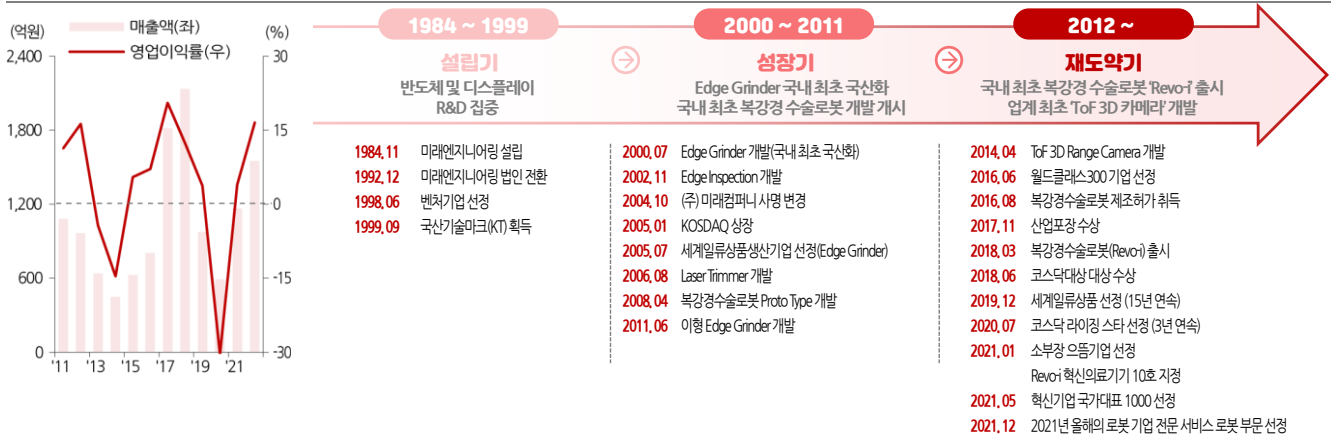 (억원)
매출액(좌)
영업이익률(우)
(%)
2,400
1,800
1,200
600
0
30
15
0
-15
-30
'11 '13 '15 '17 '19 '21
1984 ~ 1999
설립기
반도체 및 디스플레이
R&D 집중
2000 ~ 2011
성장기
Edge Grinder 국내 최초 국산화
국내 최초 복강경 수술로봇 개발 개시
2012 ~
재도약기
국내 최초 복강경 수술로봇 'Revo-i' 출시
업계 최초 'ToF 3D 카메라' 개발
1984.11 미래엔지니어링 설립
1992.12 미래엔지니어링 법인 전환
1998.06 벤처기업 선정
1999.09 국산기술마크(KT) 획득
2000.07 Edge Grinder 개발(국내 최초 국산화)
2002.11 Edge Inspection 개발
2004.10 (주) 미래컴퍼니 사명 변경
2005.01 KOSDAQ 상장
2005.07 세계일류상품생산기업 선정(Edge Grinder)
2006.08 Laser Trimmer 개발
2008.04 복강경수술로봇 Proto Type 개발
2011.06 이형 Edge Grinder 개발
2014.04 ToF 3D Range Camera 개발
2016.06 월드클래스300 기업 선정
2016.08 복강경수술로봇 제조허가 취득
2017.11 산업포장 수상
2018.03 복강경수술로봇(Revo-i) 출시
2018.06 코스닥대상 대상 수상
2019.12 세계일류상품 선정 (15년 연속)
2020.07 코스닥 라이징 스타 선정 (3년 연속)
2021.01 소부장 으뜸기업 선정
Revo-i 혁신의료기기 10호 지정
2021.05 혁신기업 국가대표 1000 선정
2021.12 2021년 올해의 로봇 기업 전문 서비스 로봇 부문 선정